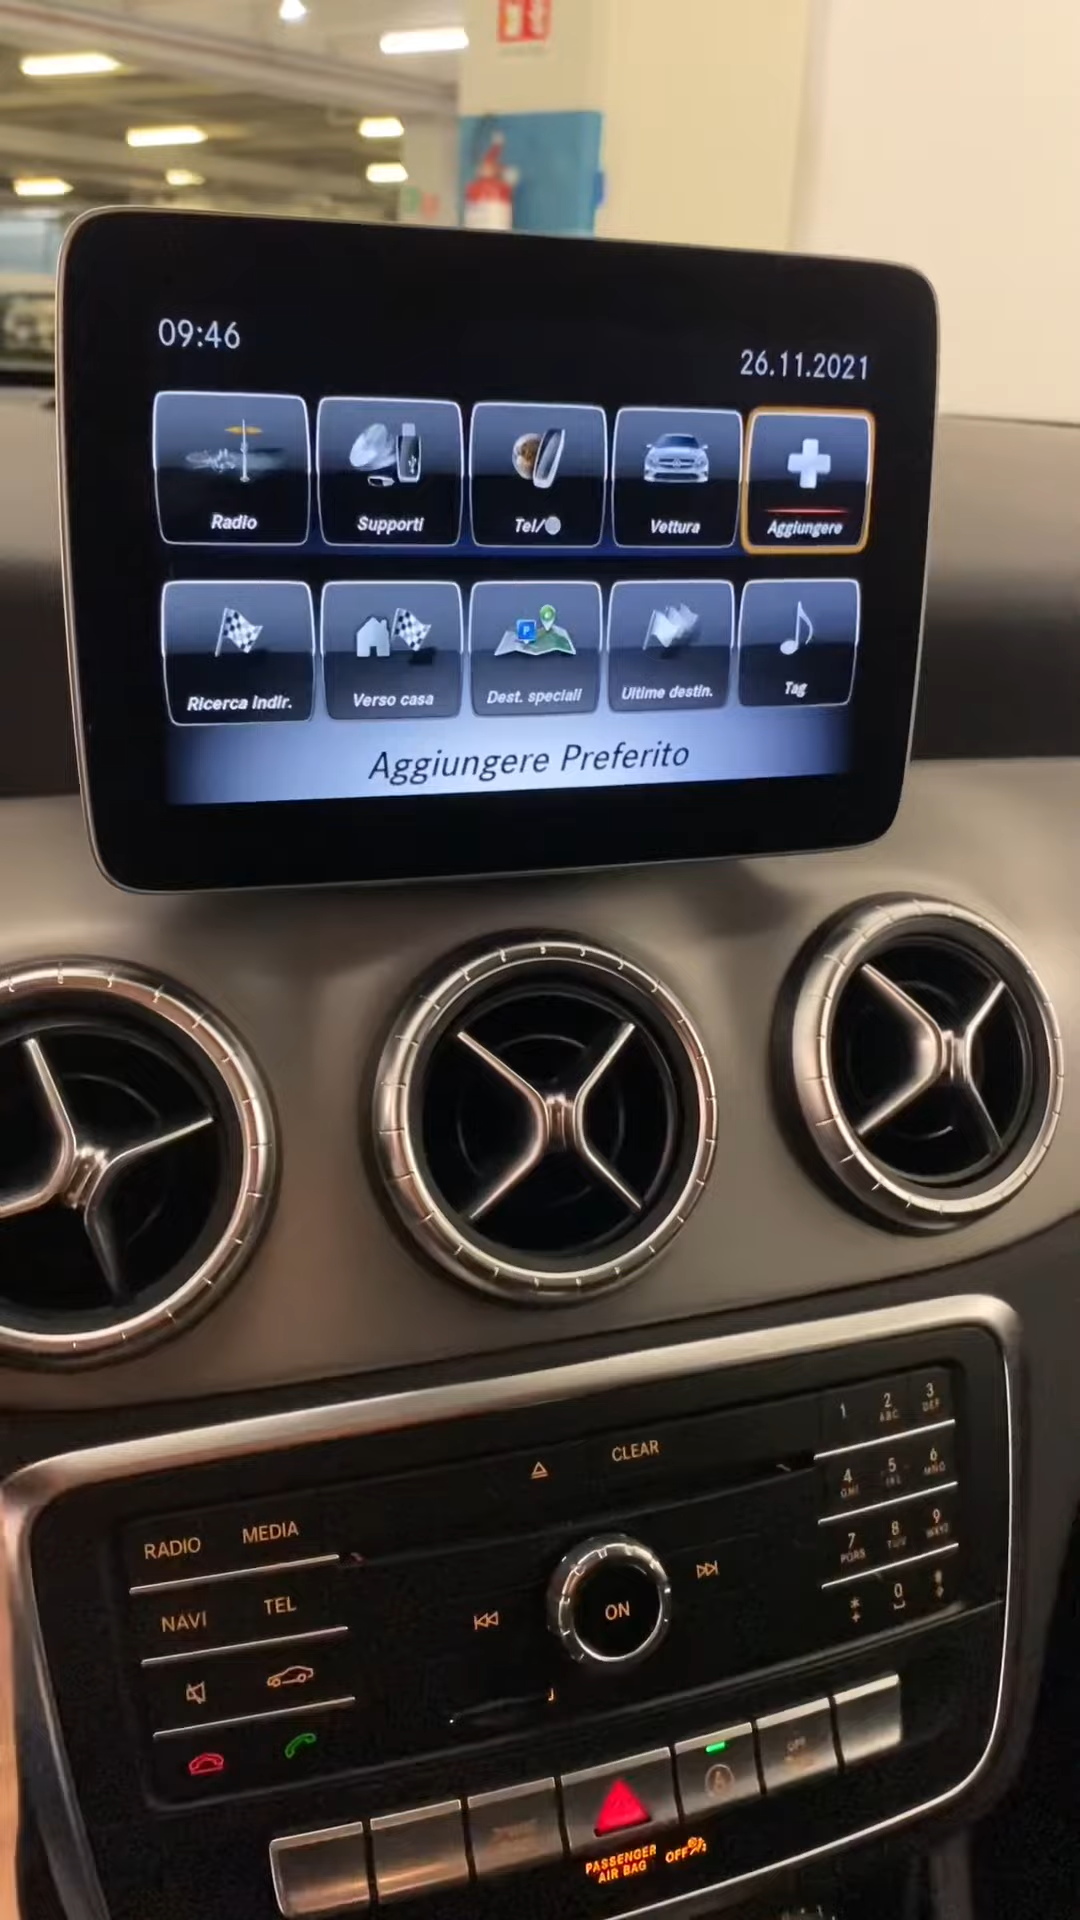 09:46
26.11.2021
Radio
Supporti
Tel/
Vettura
Aggiungere
Ricerca indir.
Verso casa
Dest. speciali
Ultime destin.
Tag
Aggiungere Preferito
CLEAR
1
2 ABC
3 DEF
4 GHI
5 JKL
6 MNO
7 PQRS
8 TUV
9 WXYZ
* +
0
#
RADIO MEDIA
NAVI TEL
ON
OFF
PASSENGER
AIR BAG OFF